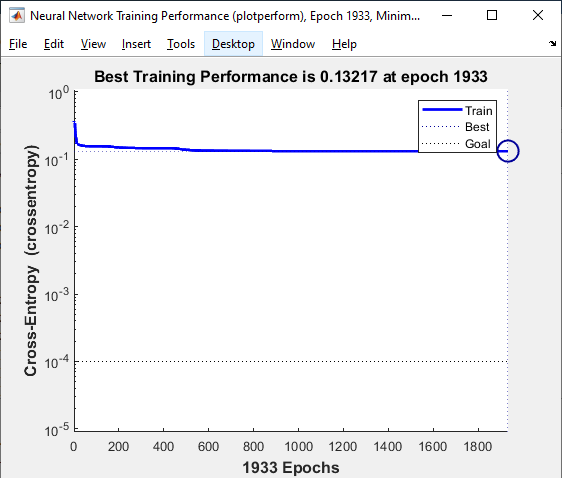 Neural Network Training Performance (plotperform), Epoch 1933, Minim...
File Edit View Insert Tools Desktop Window Help
Best Training Performance is 0.13217 at epoch 1933
Cross-Entropy (crossentropy)
10^0
10^-1
10^-2
10^-3
10^-4
10^-5
Train
Best
Goal
0 200 400 600 800 1000 1200 1400 1600 1800
1933 Epochs